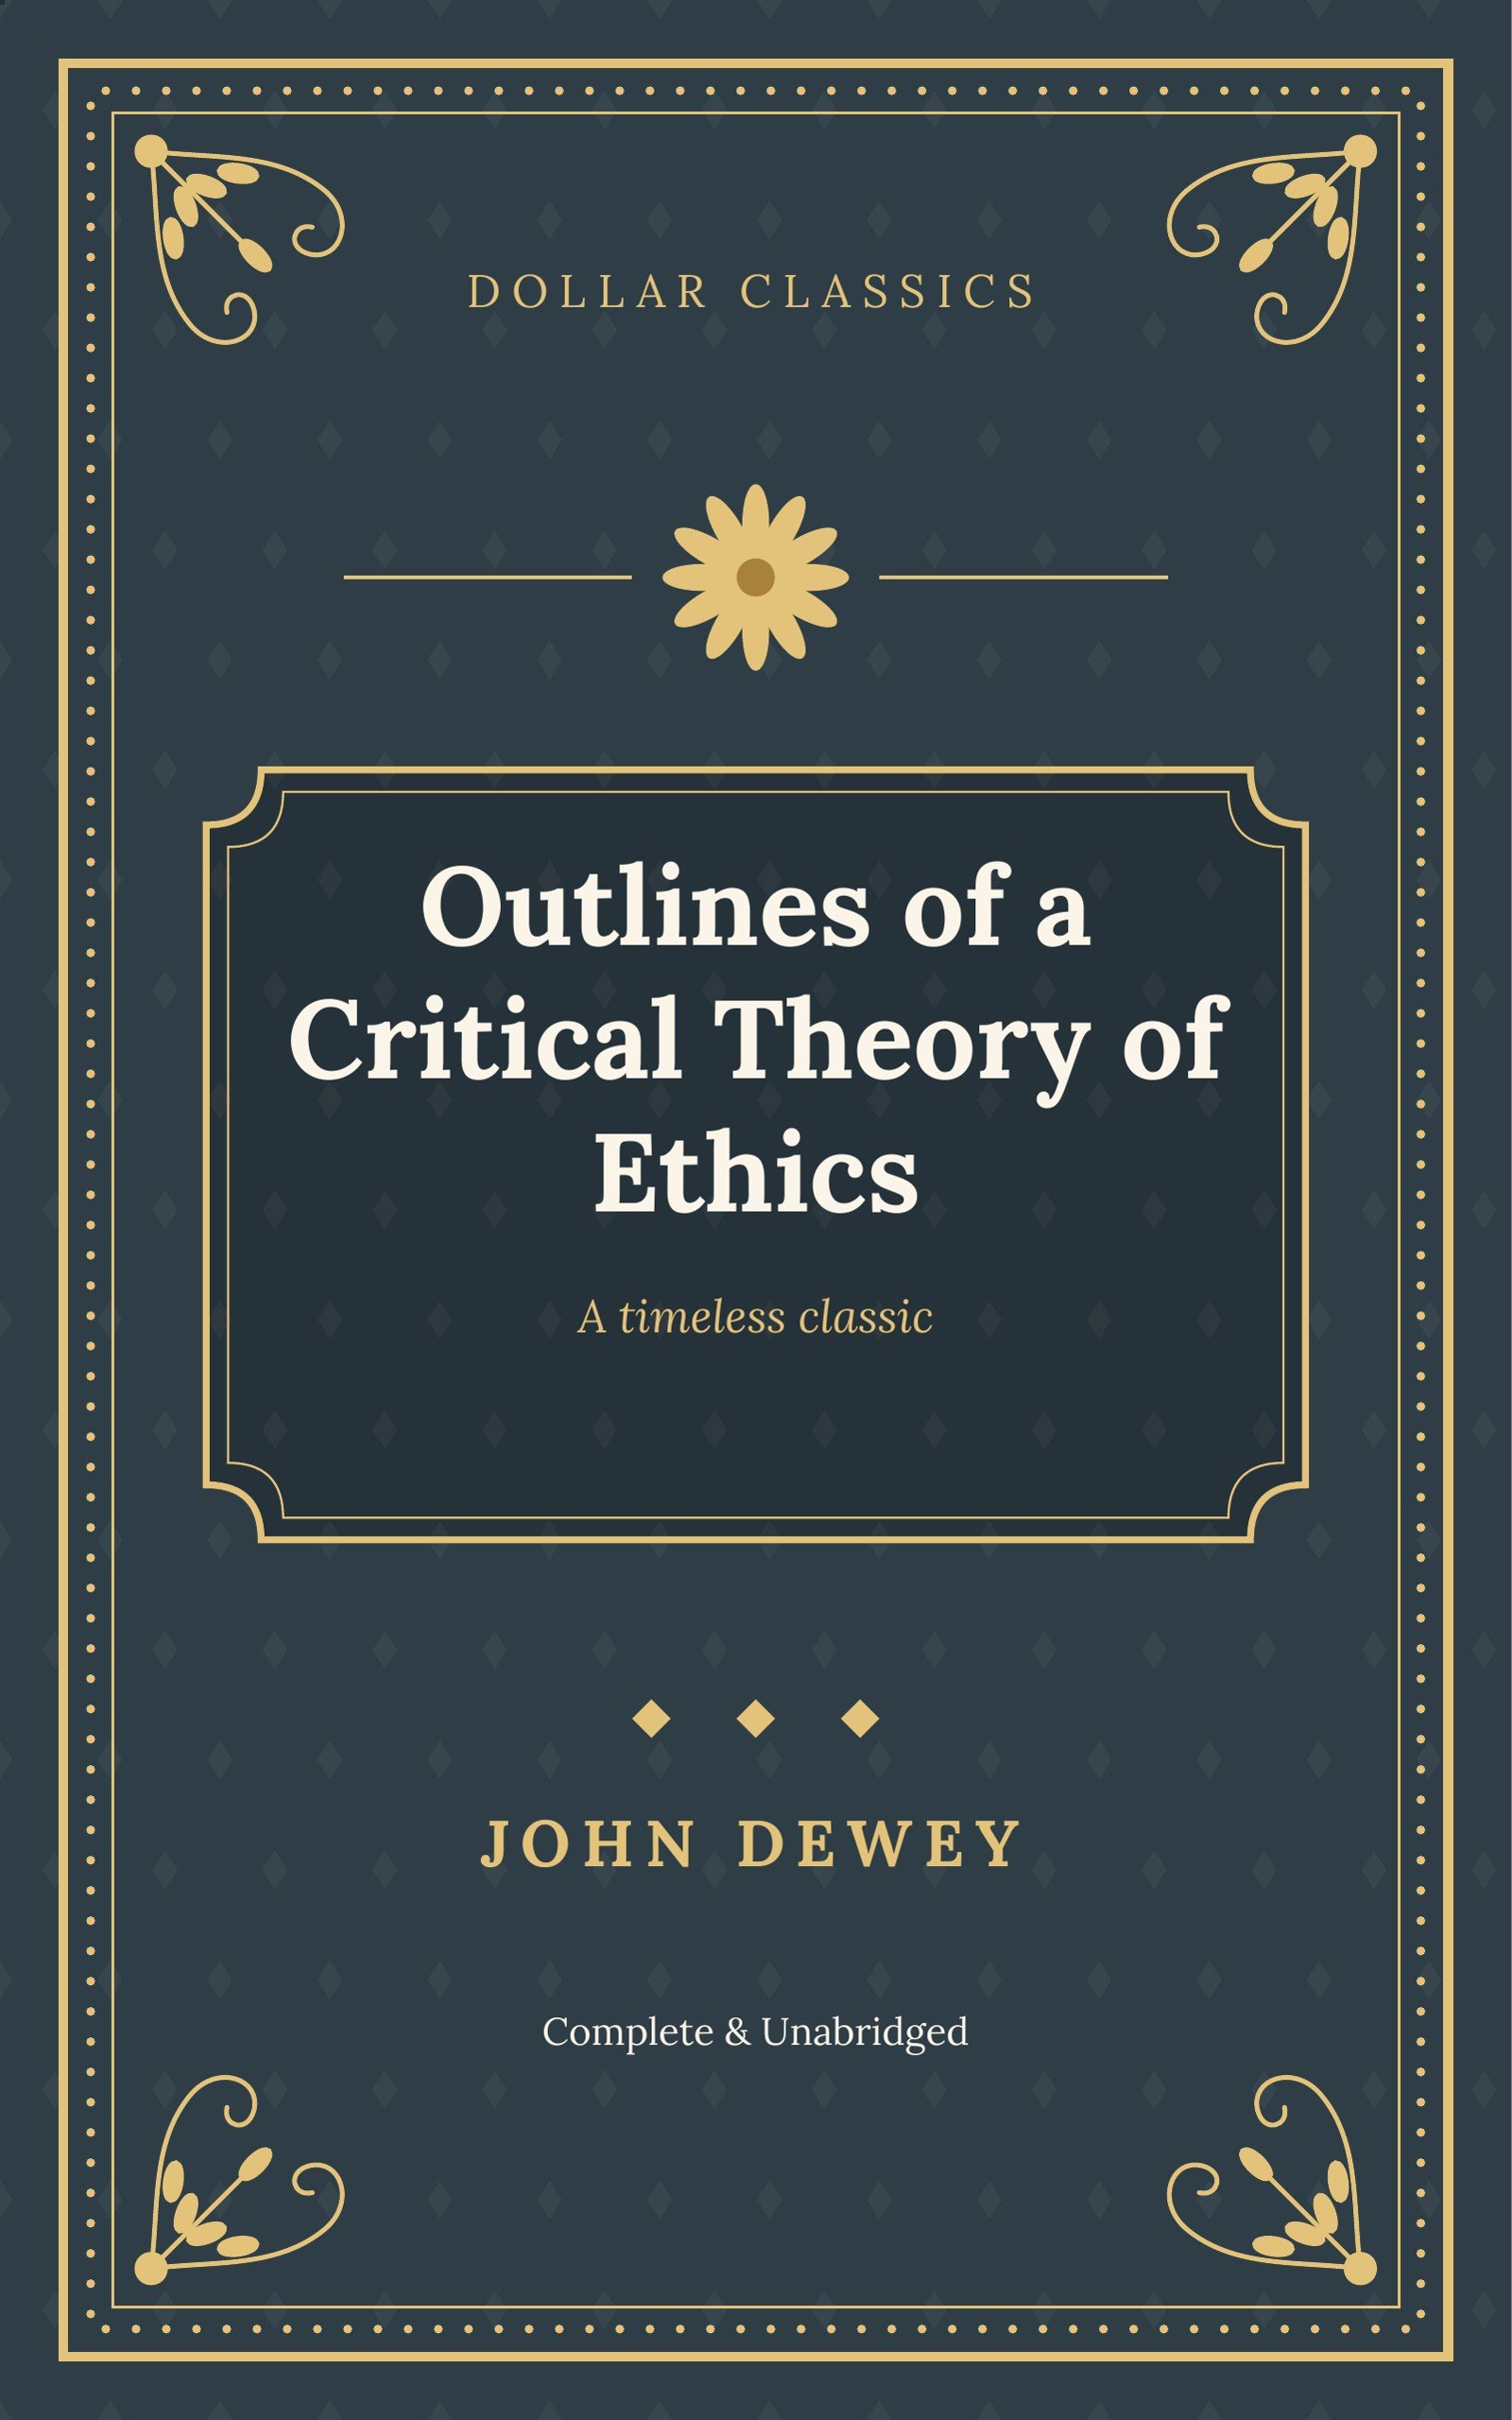 DOLLAR CLASSICS
Outlines of a
Critical Theory of
Ethics
A timeless classic
JOHN DEWEY
Complete & Unabridged